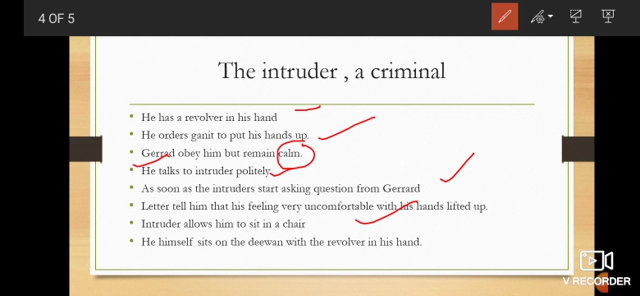 4 OF 5
The intruder , a criminal
• He has a revolver in his hand
• He orders ganit to put his hands up.
• Gerrad obey him but remain calm.
• He talks to intruder politely.
• As soon as the intruders start asking question from Gerrard
• Letter tell him that his feeling very uncomfortable with his hands lifted up.
• Intruder allows him to sit in a chair
• He himself sits on the deewan with the revolver in his hand.
V RECORDER